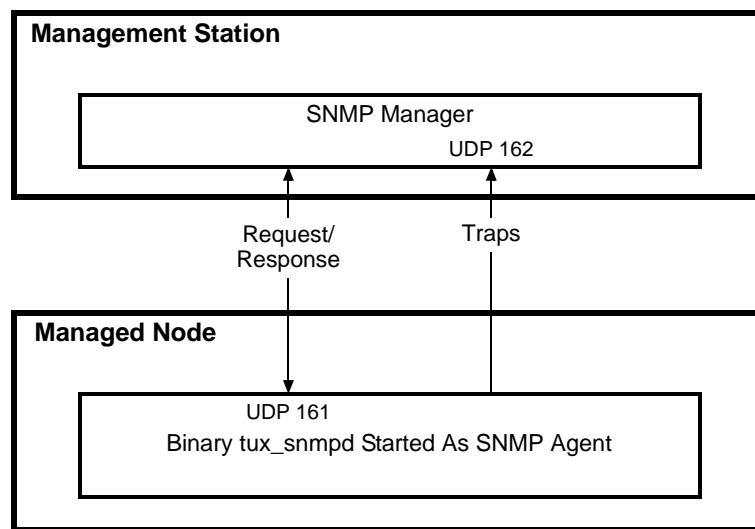 Management Station
SNMP Manager
UDP 162
Request/
Response
Traps
Managed Node
UDP 161
Binary tux_snmpd Started As SNMP Agent